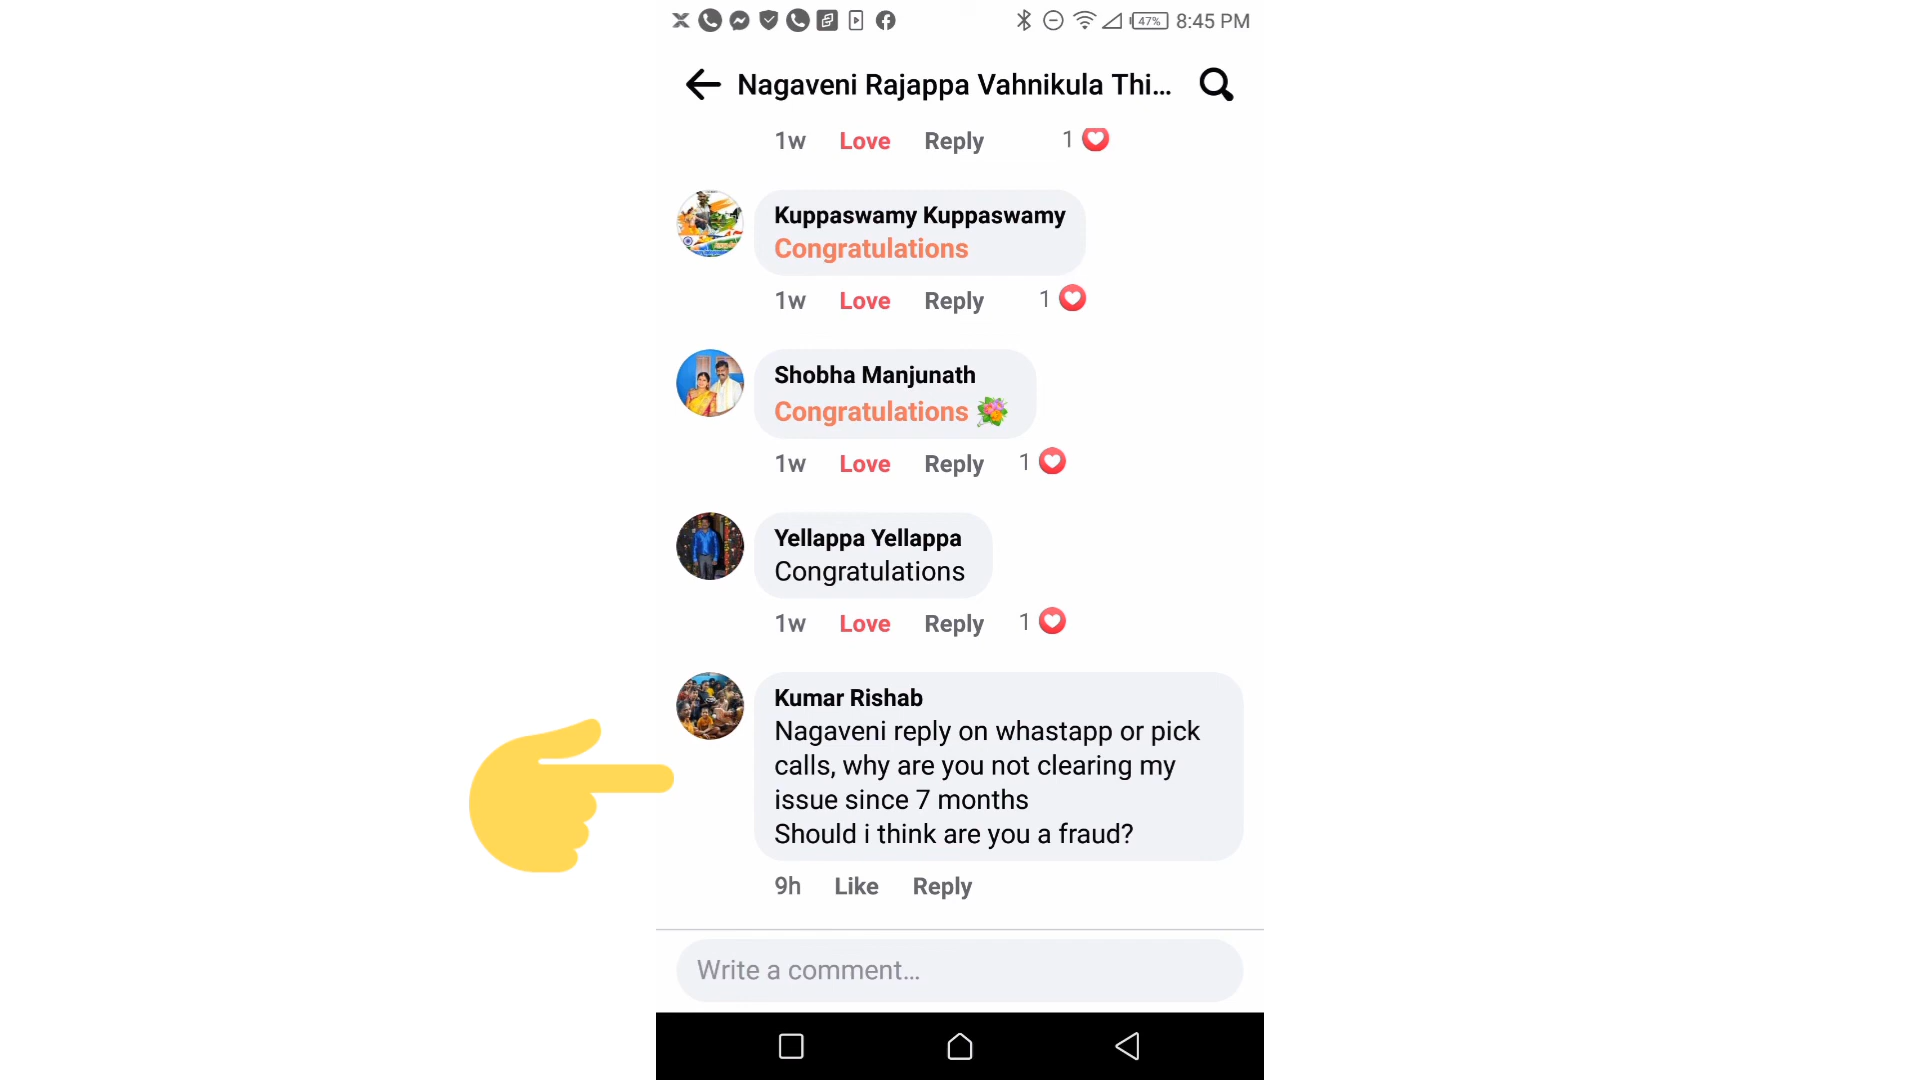 47% 8:45 PM
Nagaveni Rajappa Vahnikula Thi...
1w Love Reply 1
Kuppaswamy Kuppaswamy
Congratulations
1w Love Reply 1
Shobha Manjunath
Congratulations 💐
1w Love Reply 1
Yellappa Yellappa
Congratulations
1w Love Reply 1
Kumar Rishab
Nagaveni reply on whastapp or pick
calls, why are you not clearing my
issue since 7 months
Should i think are you a fraud?
9h Like Reply
Write a comment...